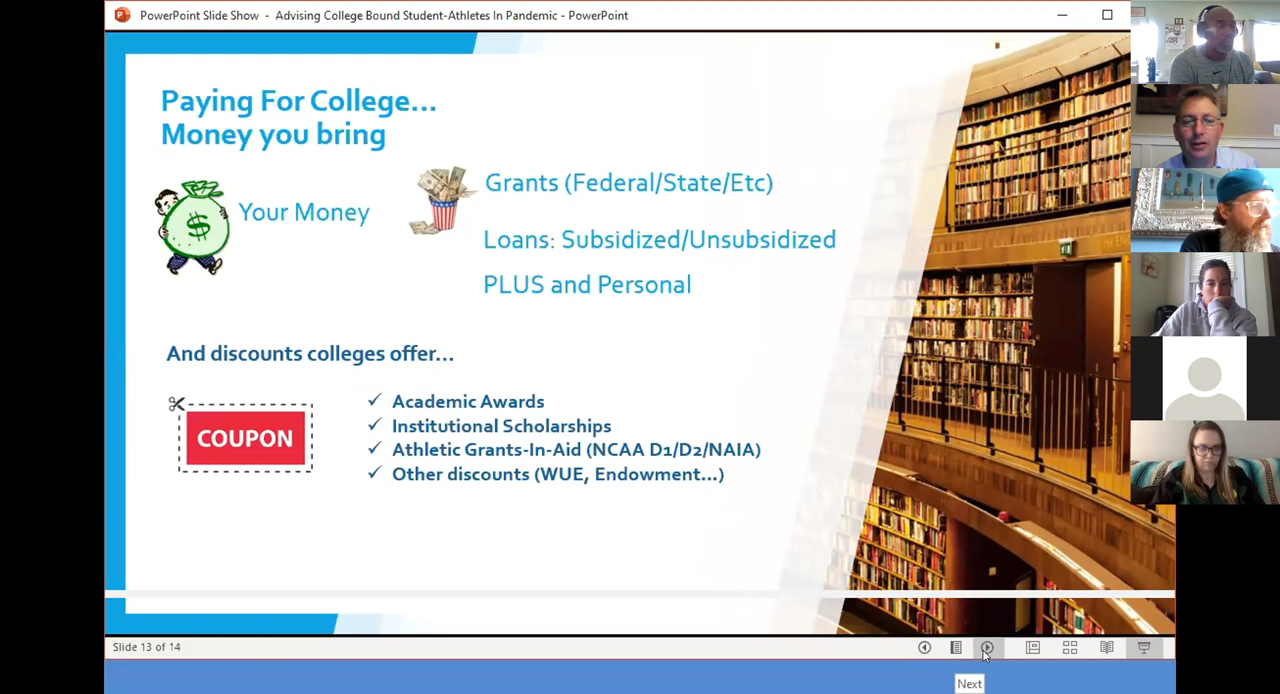 PowerPoint Slide Show - Advising College Bound Student-Athletes In Pandemic - PowerPoint
Paying For College...
Money you bring
$
Your Money
Grants (Federal/State/Etc)
Loans: Subsidized/Unsubsidized
PLUS and Personal
And discounts colleges offer...
COUPON
✓ Academic Awards
✓ Institutional Scholarships
✓ Athletic Grants-In-Aid (NCAA D1/D2/NAIA)
✓ Other discounts (WUE, Endowment...)
Slide 13 of 14
Next